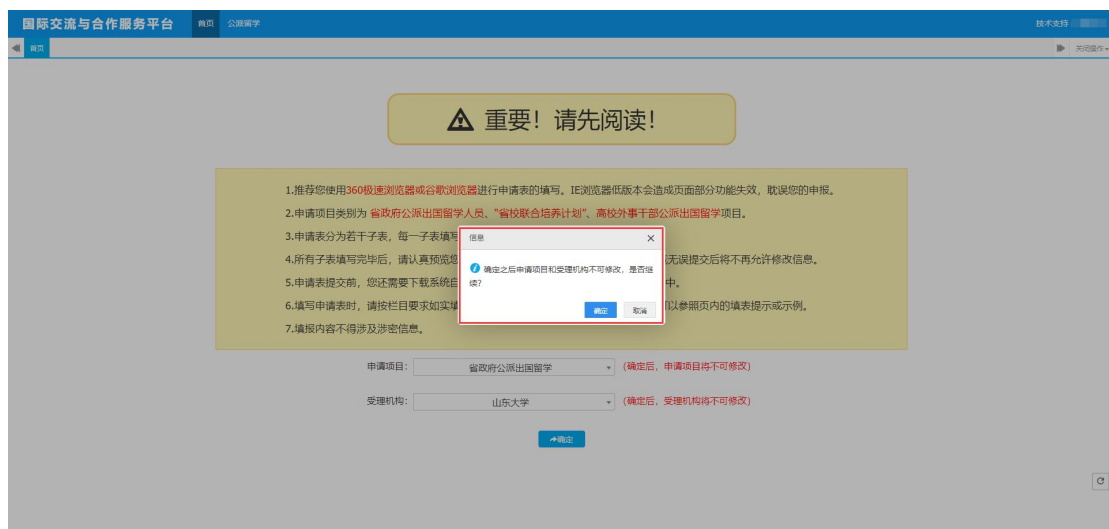 国际交流与合作服务平台 首页 公派留学 技术支持
首页 关闭操作
重要！请先阅读！
1.推荐您使用360极速浏览器或谷歌浏览器进行申请表的填写。IE浏览器低版本会造成页面部分功能失效，耽误您的申报。
2.申请项目类别为 省政府公派出国留学人员、"省校联合培养计划"、高校外事干部公派出国留学项目。
3.申请表分为若干子表，每一子表填写
4.所有子表填写完毕后，请认真预览您 无误提交后将不再允许修改信息。
5.申请表提交前，您还需要下载系统自 中。
6.填写申请表时，请按栏目要求如实填 以参照页内的填表提示或示例。
7.填报内容不得涉及涉密信息。
信息
确定之后申请项目和受理机构不可修改，是否继
续?
确定 取消
申请项目： 省政府公派出国留学 (确定后，申请项目将不可修改)
受理机构： 山东大学 (确定后，受理机构将不可修改)
确定